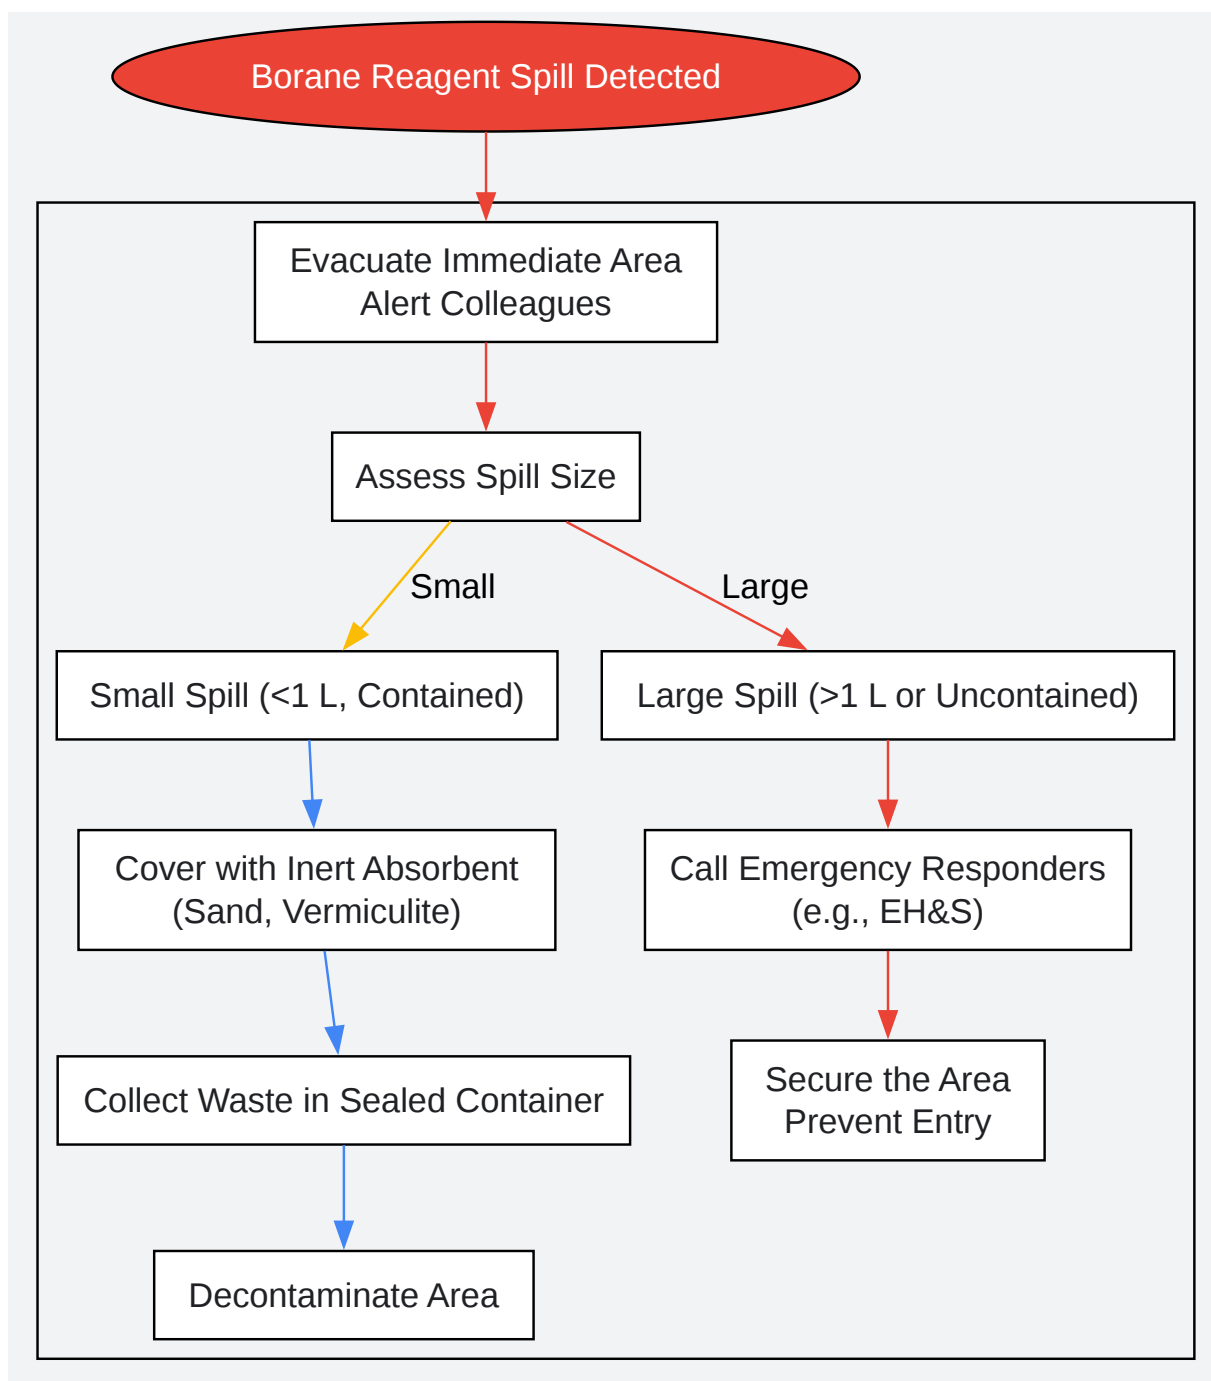 Borane Reagent Spill Detected
Evacuate Immediate Area
Alert Colleagues
Assess Spill Size
Small
Large
Small Spill (<1 L, Contained)
Large Spill (>1 L or Uncontained)
Cover with Inert Absorbent
(Sand, Vermiculite)
Call Emergency Responders
(e.g., EH&S)
Collect Waste in Sealed Container
Secure the Area
Prevent Entry
Decontaminate Area